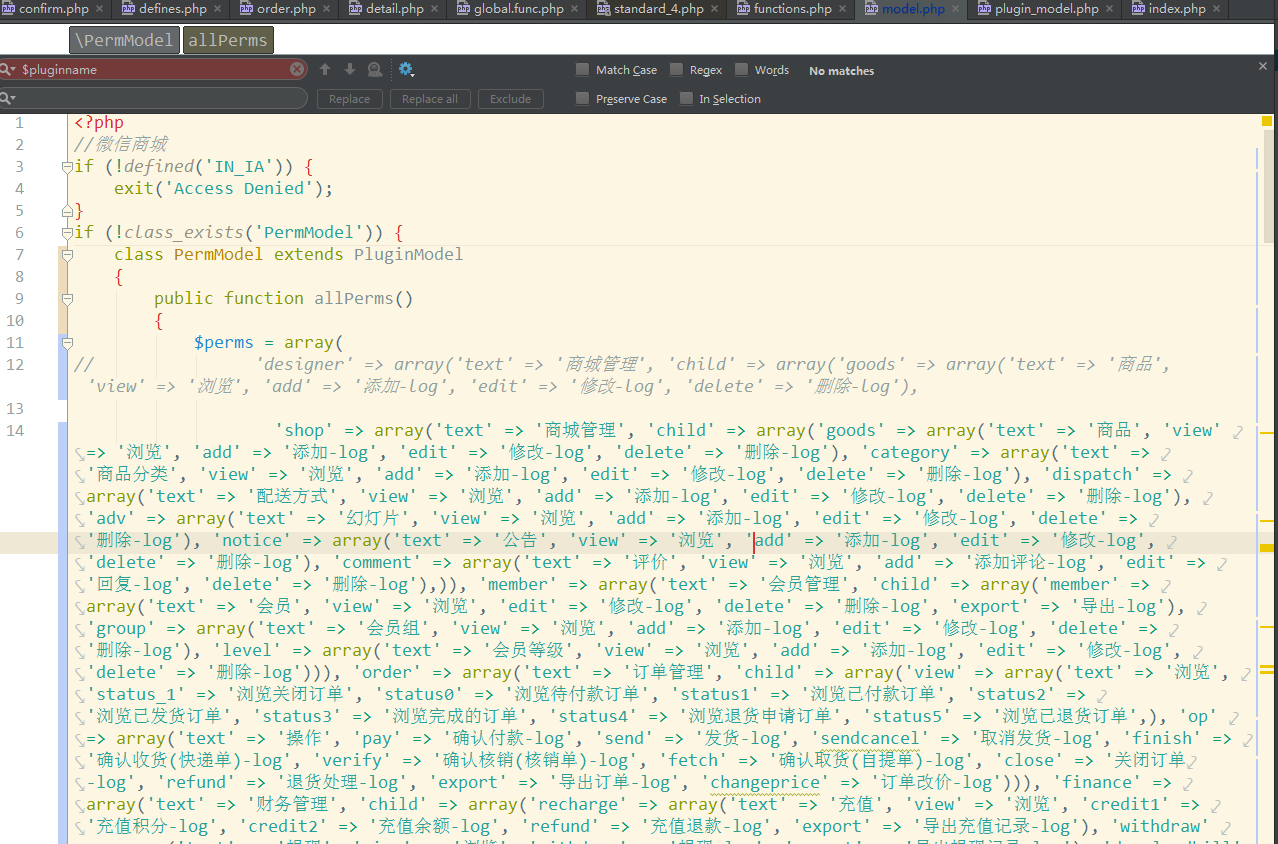 confirm.php × defines.php × order.php × detail.php × global.func.php × standard_4.php × functions.php × model.php × plugin_model.php × index.php ×
\PermModel allPerms
$pluginname Match Case Regex Words No matches
Replace Replace all Exclude Preserve Case In Selection
1 <?php
2 //微信商城
3 if (!defined('IN_IA')) {
4 exit('Access Denied');
5 }
6 if (!class_exists('PermModel')) {
7 class PermModel extends PluginModel
8 {
9 public function allPerms()
10 {
11 $perms = array(
12 // 'designer' => array('text' => '商城管理', 'child' => array('goods' => array('text' => '商品',
'view' => '浏览', 'add' => '添加-log', 'edit' => '修改-log', 'delete' => '删除-log'),
13
14 'shop' => array('text' => '商城管理', 'child' => array('goods' => array('text' => '商品', 'view'
=> '浏览', 'add' => '添加-log', 'edit' => '修改-log', 'delete' => '删除-log'), 'category' => array('text' =>
'商品分类', 'view' => '浏览', 'add' => '添加-log', 'edit' => '修改-log', 'delete' => '删除-log'), 'dispatch' =>
array('text' => '配送方式', 'view' => '浏览', 'add' => '添加-log', 'edit' => '修改-log', 'delete' => '删除-log'),
'adv' => array('text' => '幻灯片', 'view' => '浏览', 'add' => '添加-log', 'edit' => '修改-log', 'delete' =>
'删除-log'), 'notice' => array('text' => '公告', 'view' => '浏览', 'add' => '添加-log', 'edit' => '修改-log',
'delete' => '删除-log'), 'comment' => array('text' => '评价', 'view' => '浏览', 'add' => '添加评论-log', 'edit' =>
'回复-log', 'delete' => '删除-log'),)), 'member' => array('text' => '会员管理', 'child' => array('member' =>
array('text' => '会员', 'view' => '浏览', 'edit' => '修改-log', 'delete' => '删除-log', 'export' => '导出-log'),
'group' => array('text' => '会员组', 'view' => '浏览', 'add' => '添加-log', 'edit' => '修改-log', 'delete' =>
'删除-log'), 'level' => array('text' => '会员等级', 'view' => '浏览', 'add' => '添加-log', 'edit' => '修改-log',
'delete' => '删除-log'))), 'order' => array('text' => '订单管理', 'child' => array('view' => array('text' => '浏览',
'status_1' => '浏览关闭订单', 'status0' => '浏览待付款订单', 'status1' => '浏览已付款订单', 'status2' =>
'浏览已发货订单', 'status3' => '浏览完成的订单', 'status4' => '浏览退货申请订单', 'status5' => '浏览已退货订单',), 'op'
=> array('text' => '操作', 'pay' => '确认付款-log', 'send' => '发货-log', 'sendcancel' => '取消发货-log', 'finish' =>
'确认收货(快递单)-log', 'verify' => '确认核销(核销单)-log', 'fetch' => '确认取货(自提单)-log', 'close' => '关闭订单
-log', 'refund' => '退货处理-log', 'export' => '导出订单-log', 'changeprice' => '订单改价-log'))), 'finance' =>
array('text' => '财务管理', 'child' => array('recharge' => array('text' => '充值', 'view' => '浏览', 'credit1' =>
'充值积分-log', 'credit2' => '充值余额-log', 'refund' => '充值退款-log', 'export' => '导出充值记录-log'), 'withdraw'